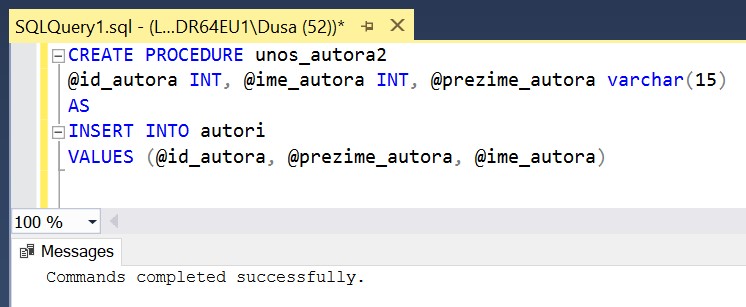 SQLQuery1.sql - (L...DR64EU1\Dusa (52))*
CREATE PROCEDURE unos_autora2
@id_autora INT, @ime_autora INT, @prezime_autora varchar(15)
AS
INSERT INTO autori
VALUES (@id_autora, @prezime_autora, @ime_autora)
100 %
Messages
Commands completed successfully.